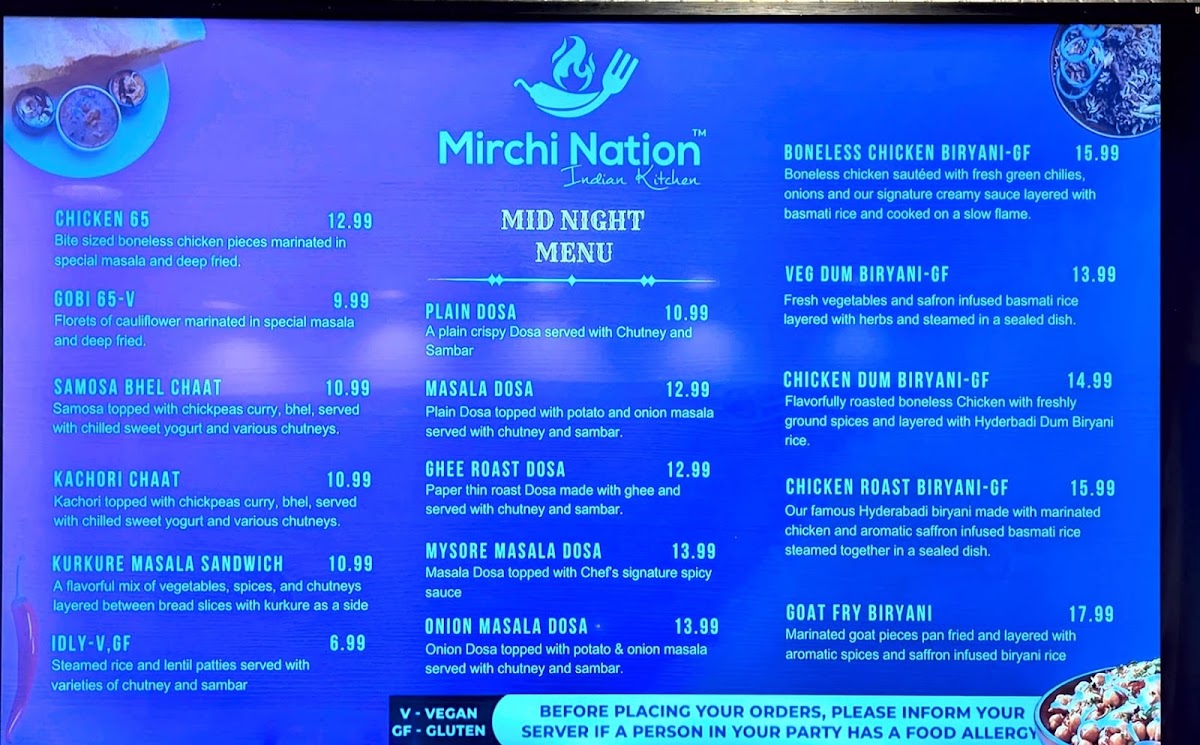 Mirchi Nation™
Indian Kitchen
MID NIGHT
MENU
CHICKEN 65 12.99
Bite sized boneless chicken pieces marinated in
special masala and deep fried.
GOBI 65-V 9.99
Florets of cauliflower marinated in special masala
and deep fried.
SAMOSA BHEL CHAAT 10.99
Samosa topped with chickpeas curry, bhel, served
with chilled sweet yogurt and various chutneys.
KACHORI CHAAT 10.99
Kachori topped with chickpeas curry, bhel, served
with chilled sweet yogurt and various chutneys.
KURKURE MASALA SANDWICH 10.99
A flavorful mix of vegetables, spices, and chutneys
layered between bread slices with kurkure as a side
IDLY-V,GF 6.99
Steamed rice and lentil patties served with
varieties of chutney and sambar
PLAIN DOSA 10.99
A plain crispy Dosa served with Chutney and
Sambar
MASALA DOSA 12.99
Plain Dosa topped with potato and onion masala
served with chutney and sambar.
GHEE ROAST DOSA 12.99
Paper thin roast Dosa made with ghee and
served with chutney and sambar.
MYSORE MASALA DOSA 13.99
Masala Dosa topped with Chef's signature spicy
sauce
ONION MASALA DOSA 13.99
Onion Dosa topped with potato & onion masala
served with chutney and sambar.
BONELESS CHICKEN BIRYANI-GF 15.99
Boneless chicken sautéed with fresh green chilies,
onions and our signature creamy sauce layered with
basmati rice and cooked on a slow flame.
VEG DUM BIRYANI-GF 13.99
Fresh vegetables and safron infused basmati rice
layered with herbs and steamed in a sealed dish.
CHICKEN DUM BIRYANI-GF 14.99
Flavorfully roasted boneless Chicken with freshly
ground spices and layered with Hyderbadi Dum Biryani
rice.
CHICKEN ROAST BIRYANI-GF 15.99
Our famous Hyderabadi biryani made with marinated
chicken and aromatic saffron infused basmati rice
steamed together in a sealed dish.
GOAT FRY BIRYANI 17.99
Marinated goat pieces pan fried and layered with
aromatic spices and saffron infused biryani rice
V - VEGAN
GF - GLUTEN
BEFORE PLACING YOUR ORDERS, PLEASE INFORM YOUR
SERVER IF A PERSON IN YOUR PARTY HAS A FOOD ALLERGY